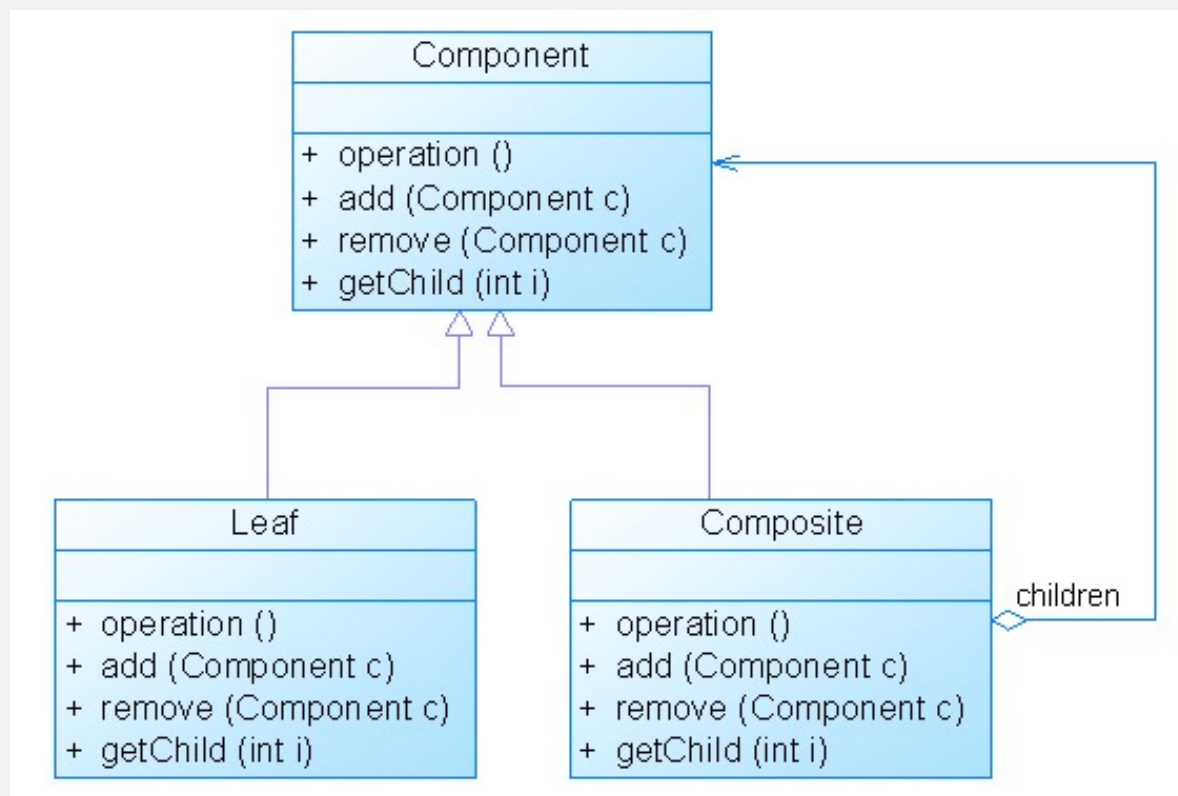 Component
+ operation ()
+ add (Component c)
+ remove (Component c)
+ getChild (int i)
Leaf
+ operation ()
+ add (Component c)
+ remove (Component c)
+ getChild (int i)
Composite
+ operation ()
+ add (Component c)
+ remove (Component c)
+ getChild (int i)
children